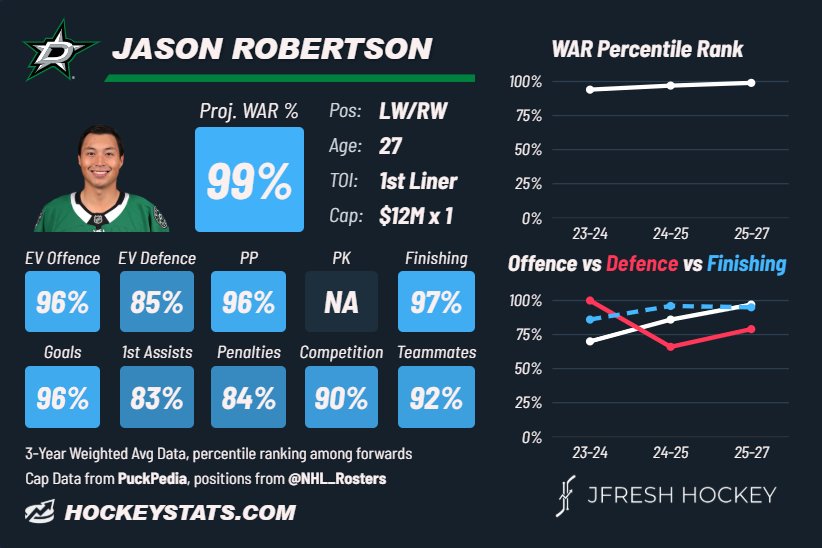 JASON ROBERTSON
Proj. WAR %
99%
Pos: LW/RW
Age: 27
TOI: 1st Liner
Cap: $12M x 1
EV Offence EV Defence PP PK Finishing
96% 85% 96% NA 97%
Goals 1st Assists Penalties Competition Teammates
96% 83% 84% 90% 92%
3-Year Weighted Avg Data, percentile ranking among forwards
Cap Data from PuckPedia, positions from @NHL_Rosters
HOCKEYSTATS.COM
WAR Percentile Rank
100%
75%
50%
25%
0%
23-24 24-25 25-27
Offence vs Defence vs Finishing
100%
75%
50%
25%
0%
23-24 24-25 25-27
JFRESH HOCKEY